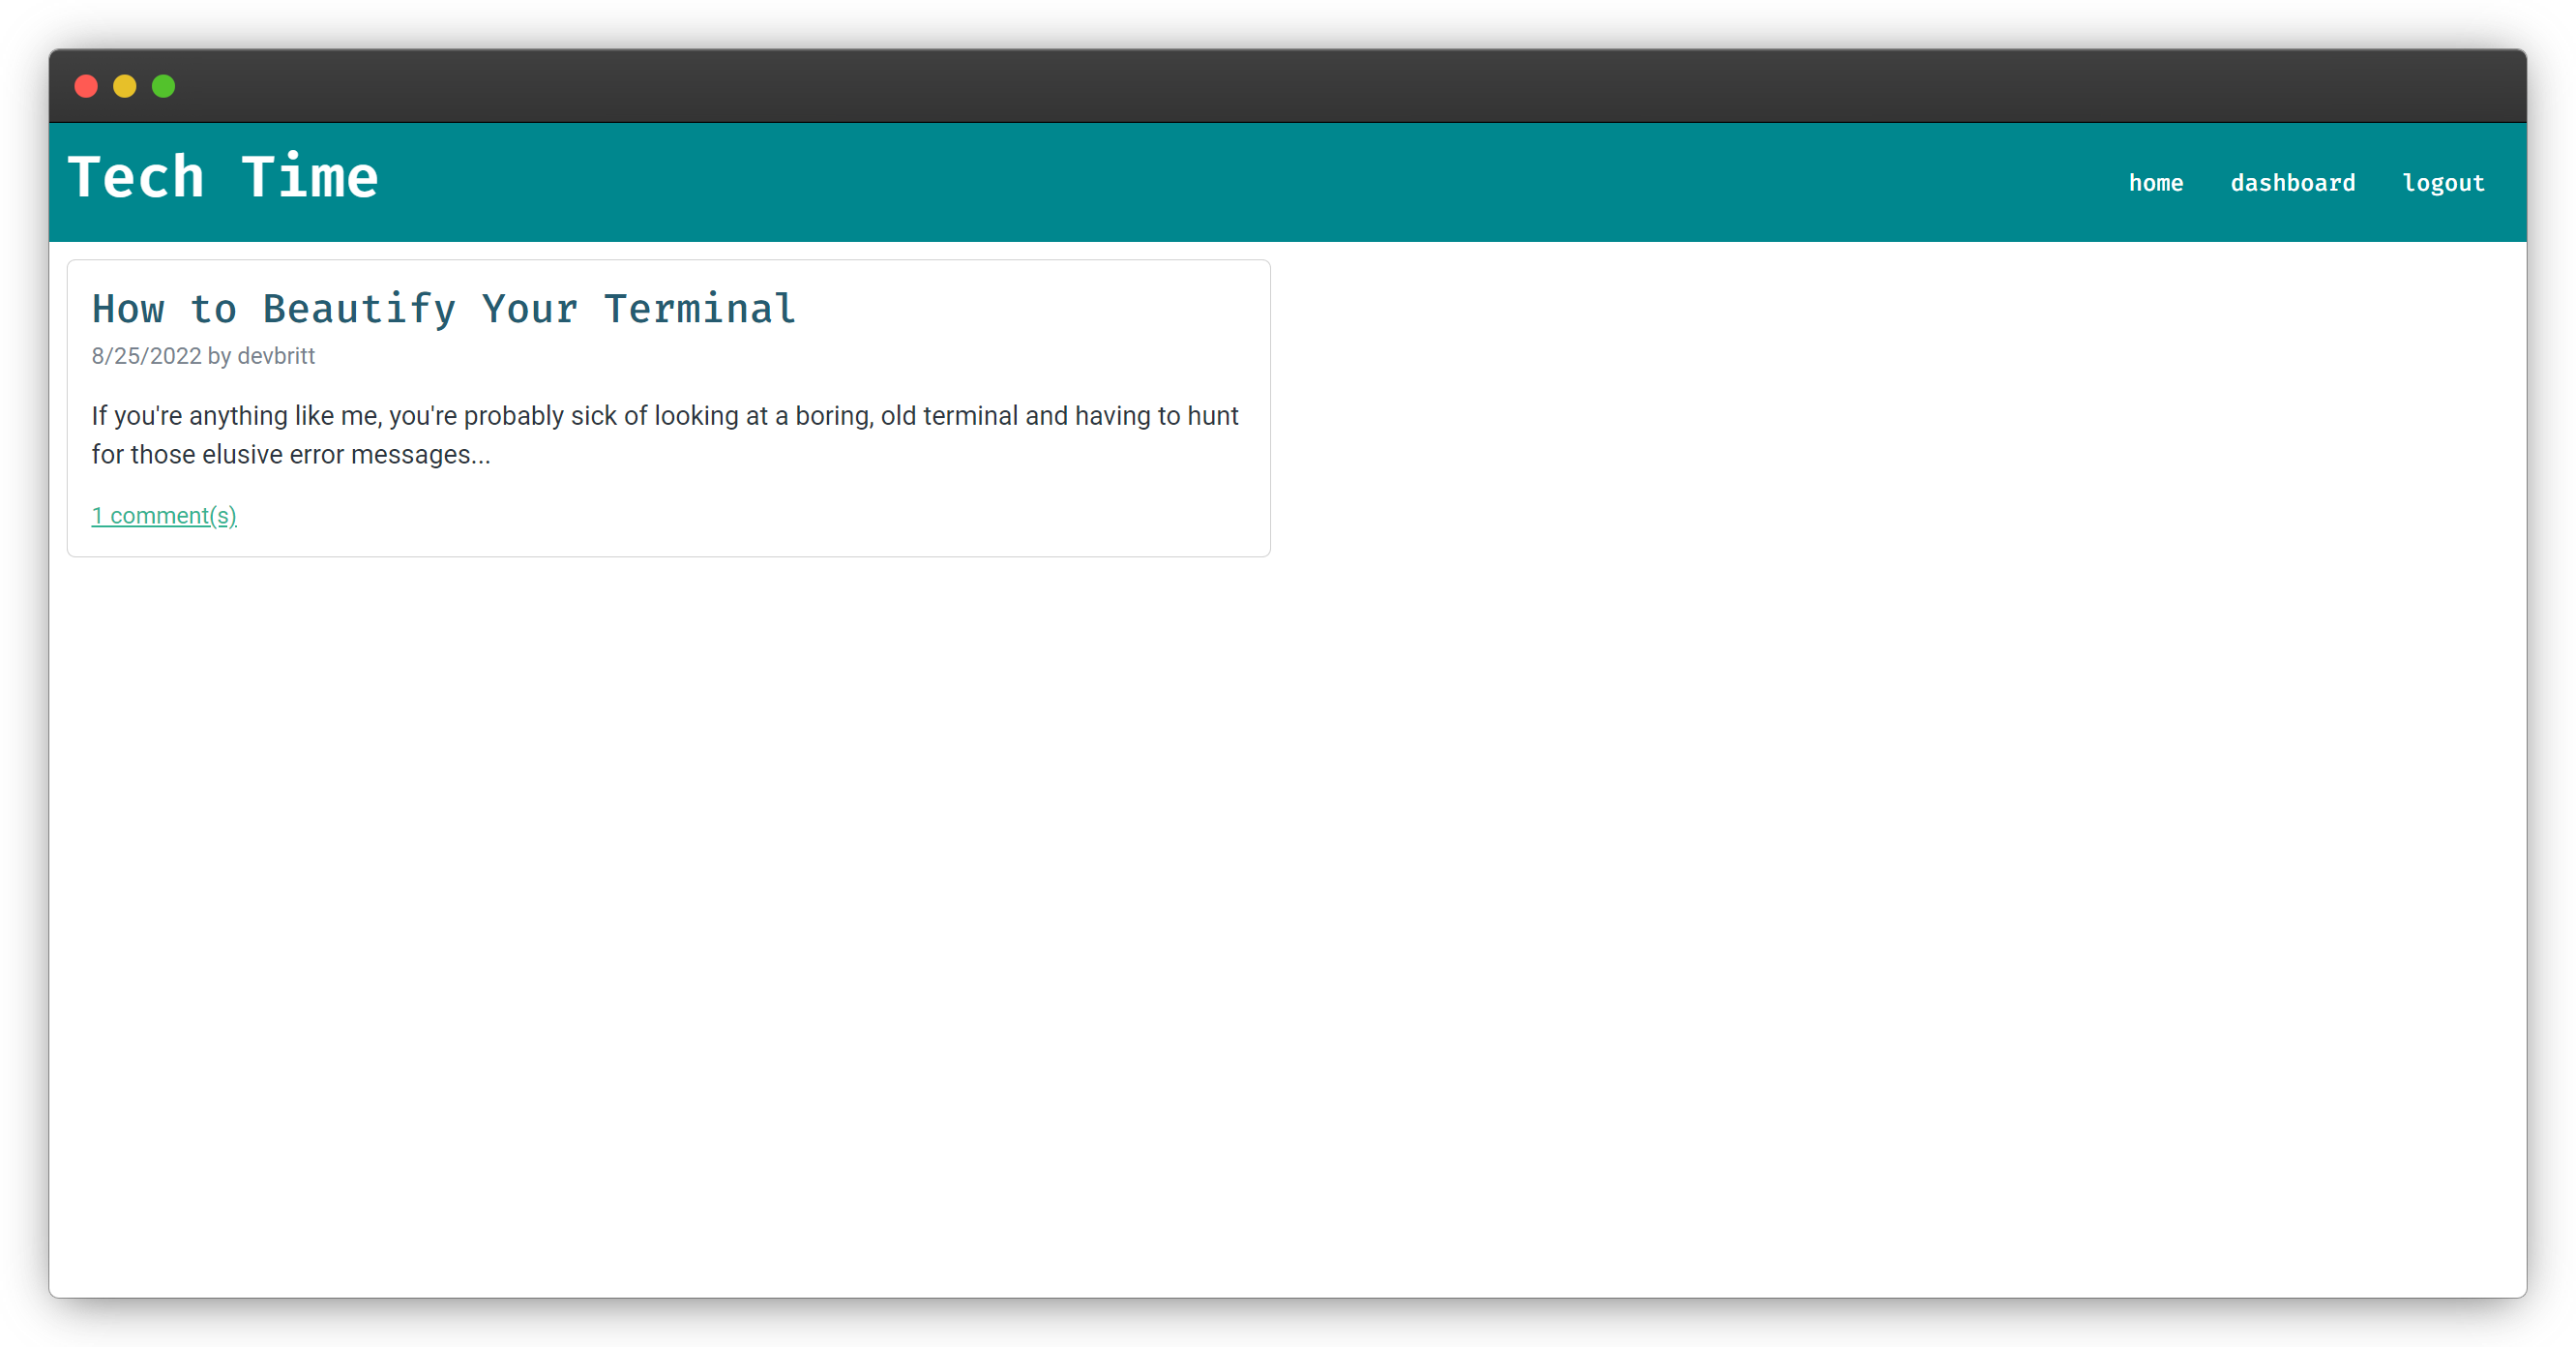 Tech Time
home dashboard logout
How to Beautify Your Terminal
8/25/2022 by devbritt
If you're anything like me, you're probably sick of looking at a boring, old terminal and having to hunt
for those elusive error messages...
1 comment(s)